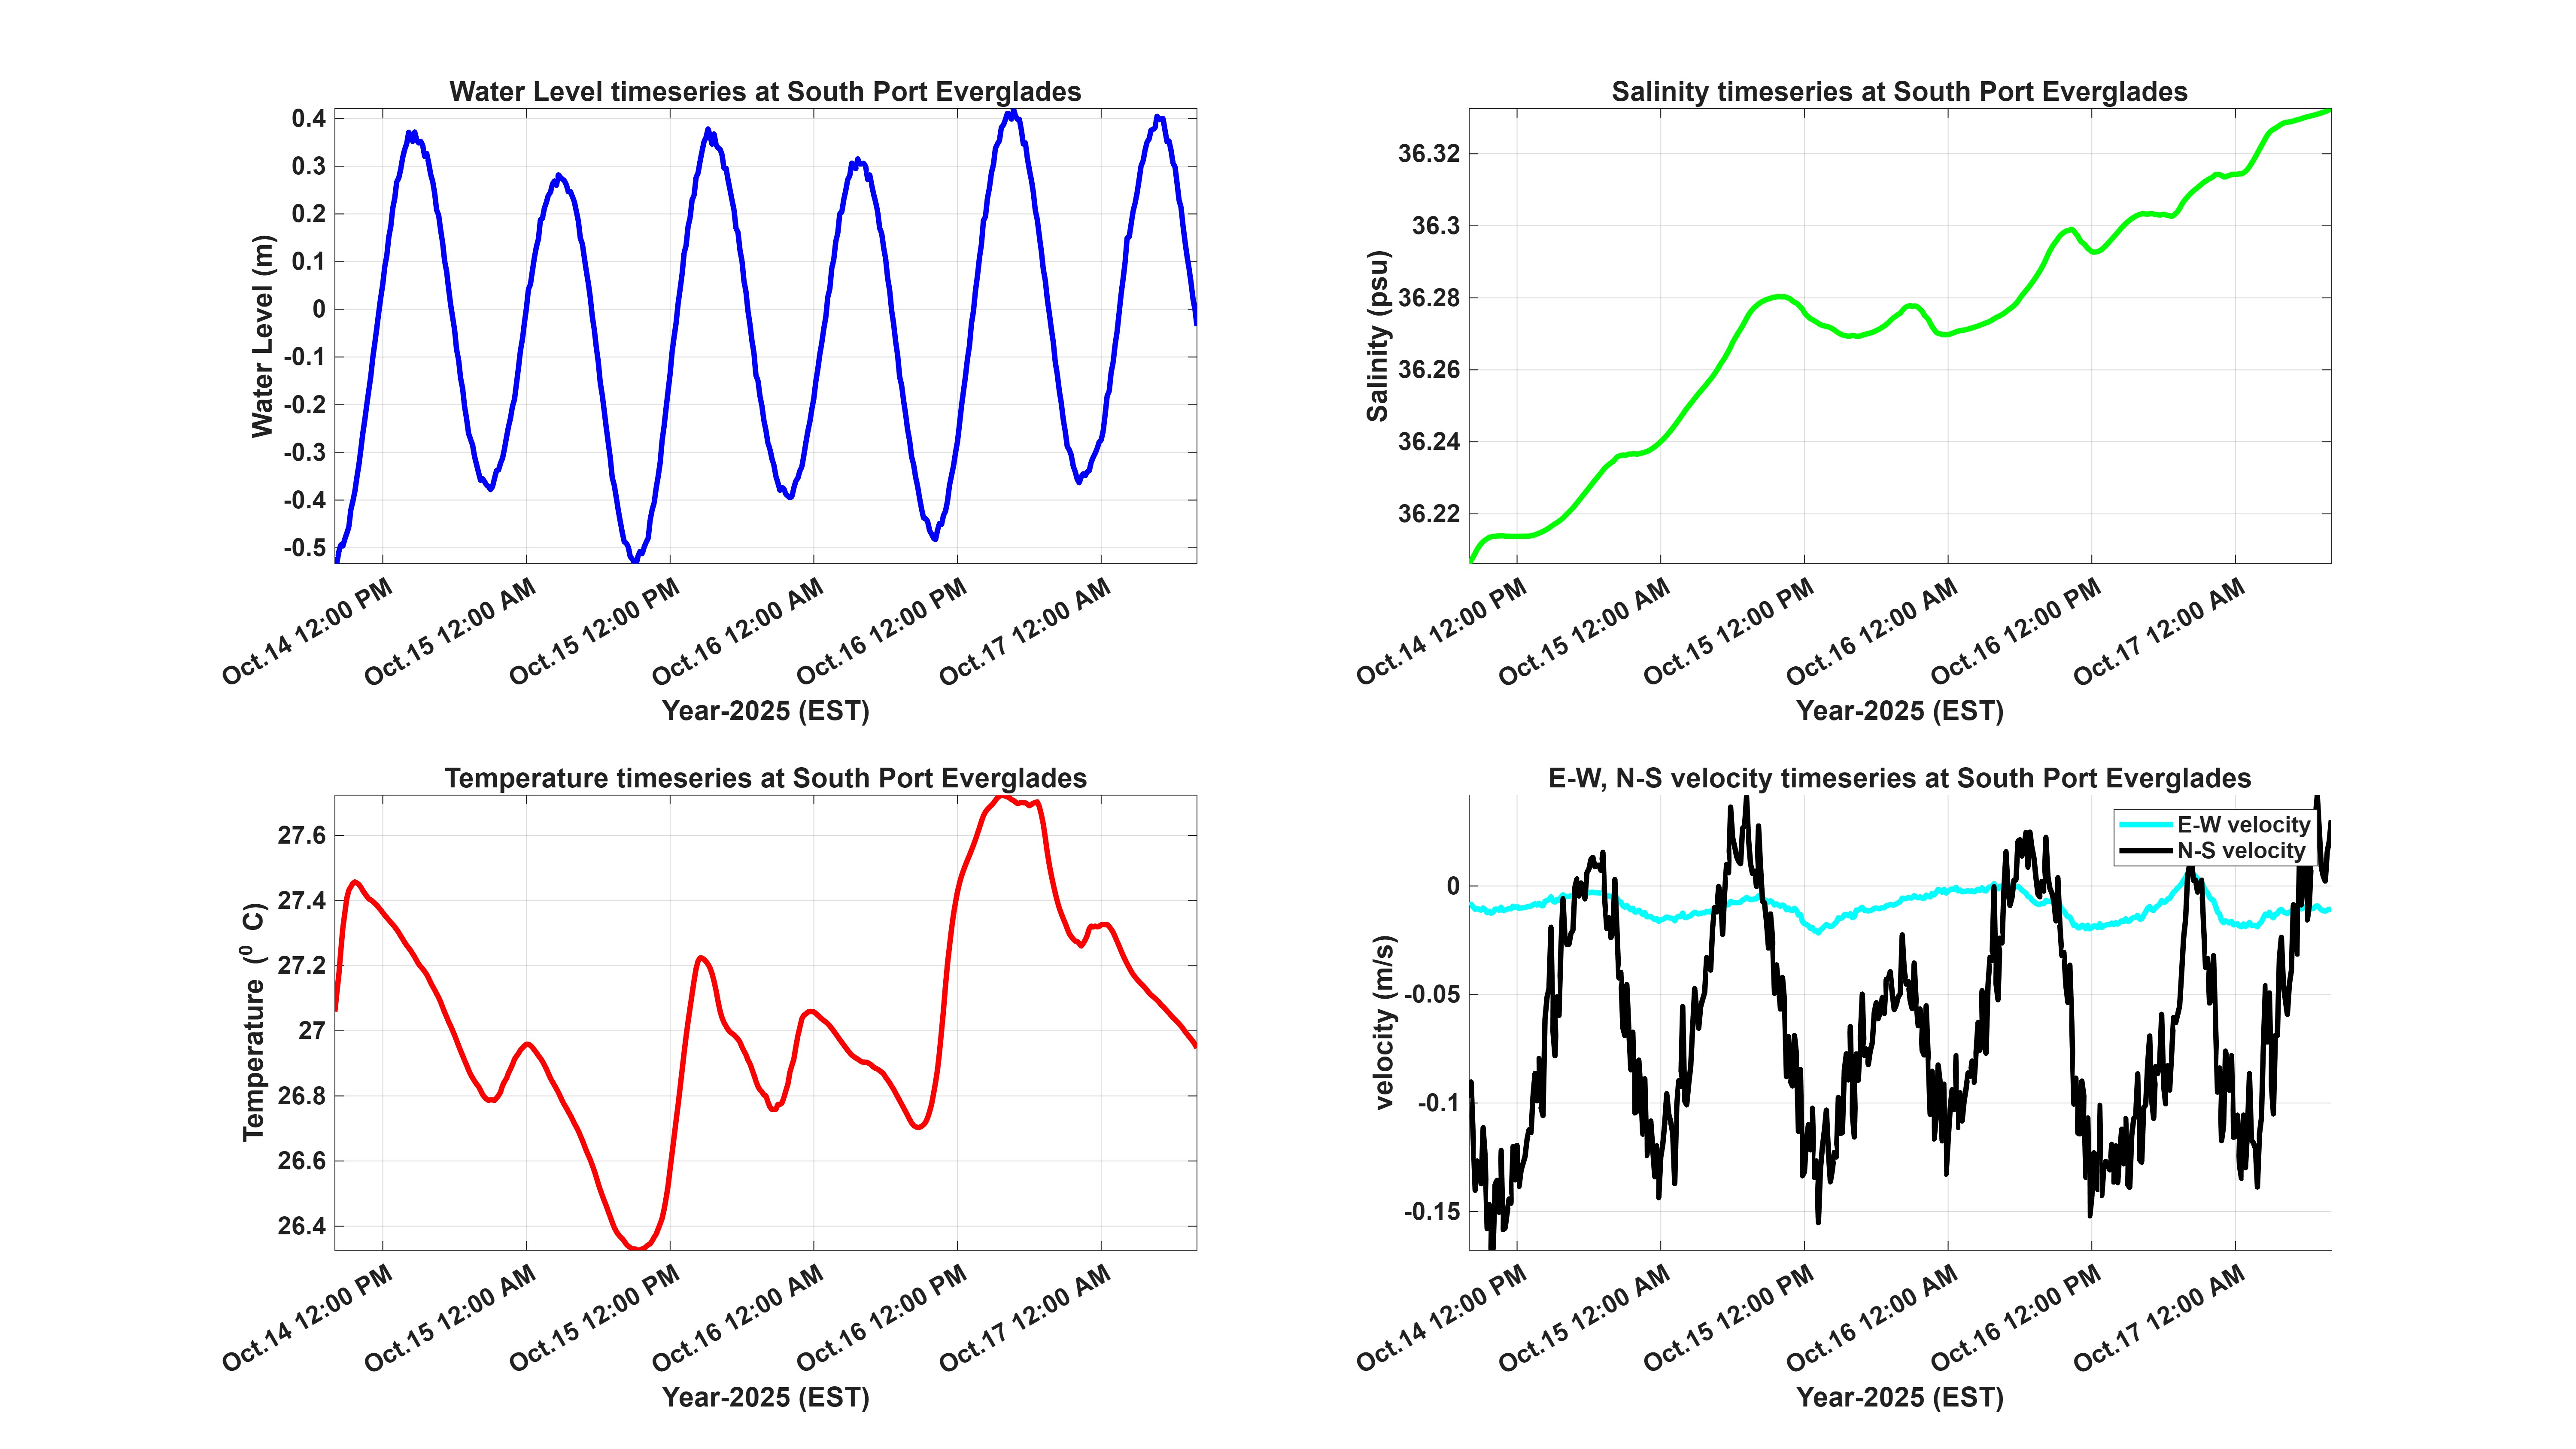 Water Level timeseries at South Port Everglades
Water Level (m)
0.4
0.3
0.2
0.1
0
-0.1
-0.2
-0.3
-0.4
-0.5
Oct.14 12:00 PM
Oct.15 12:00 AM
Oct.15 12:00 PM
Oct.16 12:00 AM
Oct.16 12:00 PM
Oct.17 12:00 AM
Year-2025 (EST)
Salinity timeseries at South Port Everglades
Salinity (psu)
36.32
36.3
36.28
36.26
36.24
36.22
Oct.14 12:00 PM
Oct.15 12:00 AM
Oct.15 12:00 PM
Oct.16 12:00 AM
Oct.16 12:00 PM
Oct.17 12:00 AM
Year-2025 (EST)
Temperature timeseries at South Port Everglades
Temperature (⁰ C)
27.6
27.4
27.2
27
26.8
26.6
26.4
Oct.14 12:00 PM
Oct.15 12:00 AM
Oct.15 12:00 PM
Oct.16 12:00 AM
Oct.16 12:00 PM
Oct.17 12:00 AM
Year-2025 (EST)
E-W, N-S velocity timeseries at South Port Everglades
E-W velocity
N-S velocity
velocity (m/s)
0
-0.05
-0.1
-0.15
Oct.14 12:00 PM
Oct.15 12:00 AM
Oct.15 12:00 PM
Oct.16 12:00 AM
Oct.16 12:00 PM
Oct.17 12:00 AM
Year-2025 (EST)